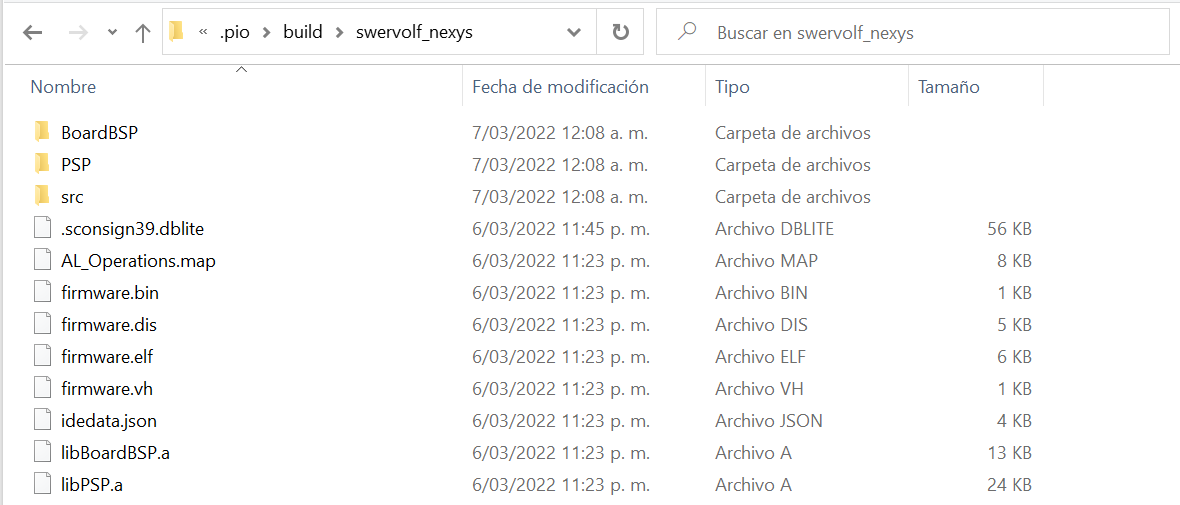 « .pio > build > swervolf_nexys Buscar en swervolf_nexys
Nombre Fecha de modificación Tipo Tamaño
BoardBSP 7/03/2022 12:08 a. m. Carpeta de archivos
PSP 7/03/2022 12:08 a. m. Carpeta de archivos
src 7/03/2022 12:08 a. m. Carpeta de archivos
.sconsign39.dblite 6/03/2022 11:45 p. m. Archivo DBLITE 56 KB
AL_Operations.map 6/03/2022 11:23 p. m. Archivo MAP 8 KB
firmware.bin 6/03/2022 11:23 p. m. Archivo BIN 1 KB
firmware.dis 6/03/2022 11:23 p. m. Archivo DIS 5 KB
firmware.elf 6/03/2022 11:23 p. m. Archivo ELF 6 KB
firmware.vh 6/03/2022 11:23 p. m. Archivo VH 1 KB
idedata.json 6/03/2022 11:23 p. m. Archivo JSON 4 KB
libBoardBSP.a 6/03/2022 11:23 p. m. Archivo A 13 KB
libPSP.a 6/03/2022 11:23 p. m. Archivo A 24 KB